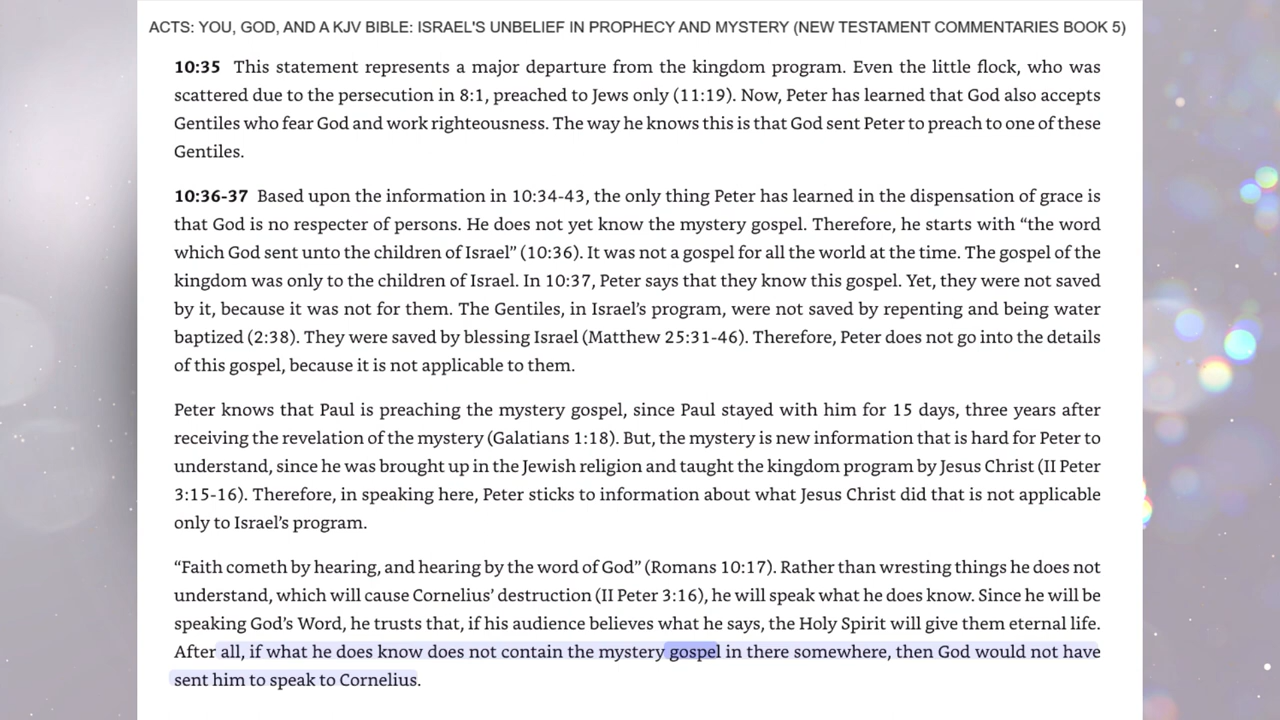 ACTS: YOU, GOD, AND A KJV BIBLE: ISRAEL'S UNBELIEF IN PROPHECY AND MYSTERY (NEW TESTAMENT COMMENTARIES BOOK 5)
10:35 This statement represents a major departure from the kingdom program. Even the little flock, who was
scattered due to the persecution in 8:1, preached to Jews only (11:19). Now, Peter has learned that God also accepts
Gentiles who fear God and work righteousness. The way he knows this is that God sent Peter to preach to one of these
Gentiles.
10:36-37 Based upon the information in 10:34-43, the only thing Peter has learned in the dispensation of grace is
that God is no respecter of persons. He does not yet know the mystery gospel. Therefore, he starts with “the word
which God sent unto the children of Israel” (10:36). It was not a gospel for all the world at the time. The gospel of the
kingdom was only to the children of Israel. In 10:37, Peter says that they know this gospel. Yet, they were not saved
by it, because it was not for them. The Gentiles, in Israel’s program, were not saved by repenting and being water
baptized (2:38). They were saved by blessing Israel (Matthew 25:31-46). Therefore, Peter does not go into the details
of this gospel, because it is not applicable to them.
Peter knows that Paul is preaching the mystery gospel, since Paul stayed with him for 15 days, three years after
receiving the revelation of the mystery (Galatians 1:18). But, the mystery is new information that is hard for Peter to
understand, since he was brought up in the Jewish religion and taught the kingdom program by Jesus Christ (II Peter
3:15-16). Therefore, in speaking here, Peter sticks to information about what Jesus Christ did that is not applicable
only to Israel’s program.
“Faith cometh by hearing, and hearing by the word of God” (Romans 10:17). Rather than wresting things he does not
understand, which will cause Cornelius’ destruction (II Peter 3:16), he will speak what he does know. Since he will be
speaking God’s Word, he trusts that, if his audience believes what he says, the Holy Spirit will give them eternal life.
After all, if what he does know does not contain the mystery gospel in there somewhere, then God would not have
sent him to speak to Cornelius.